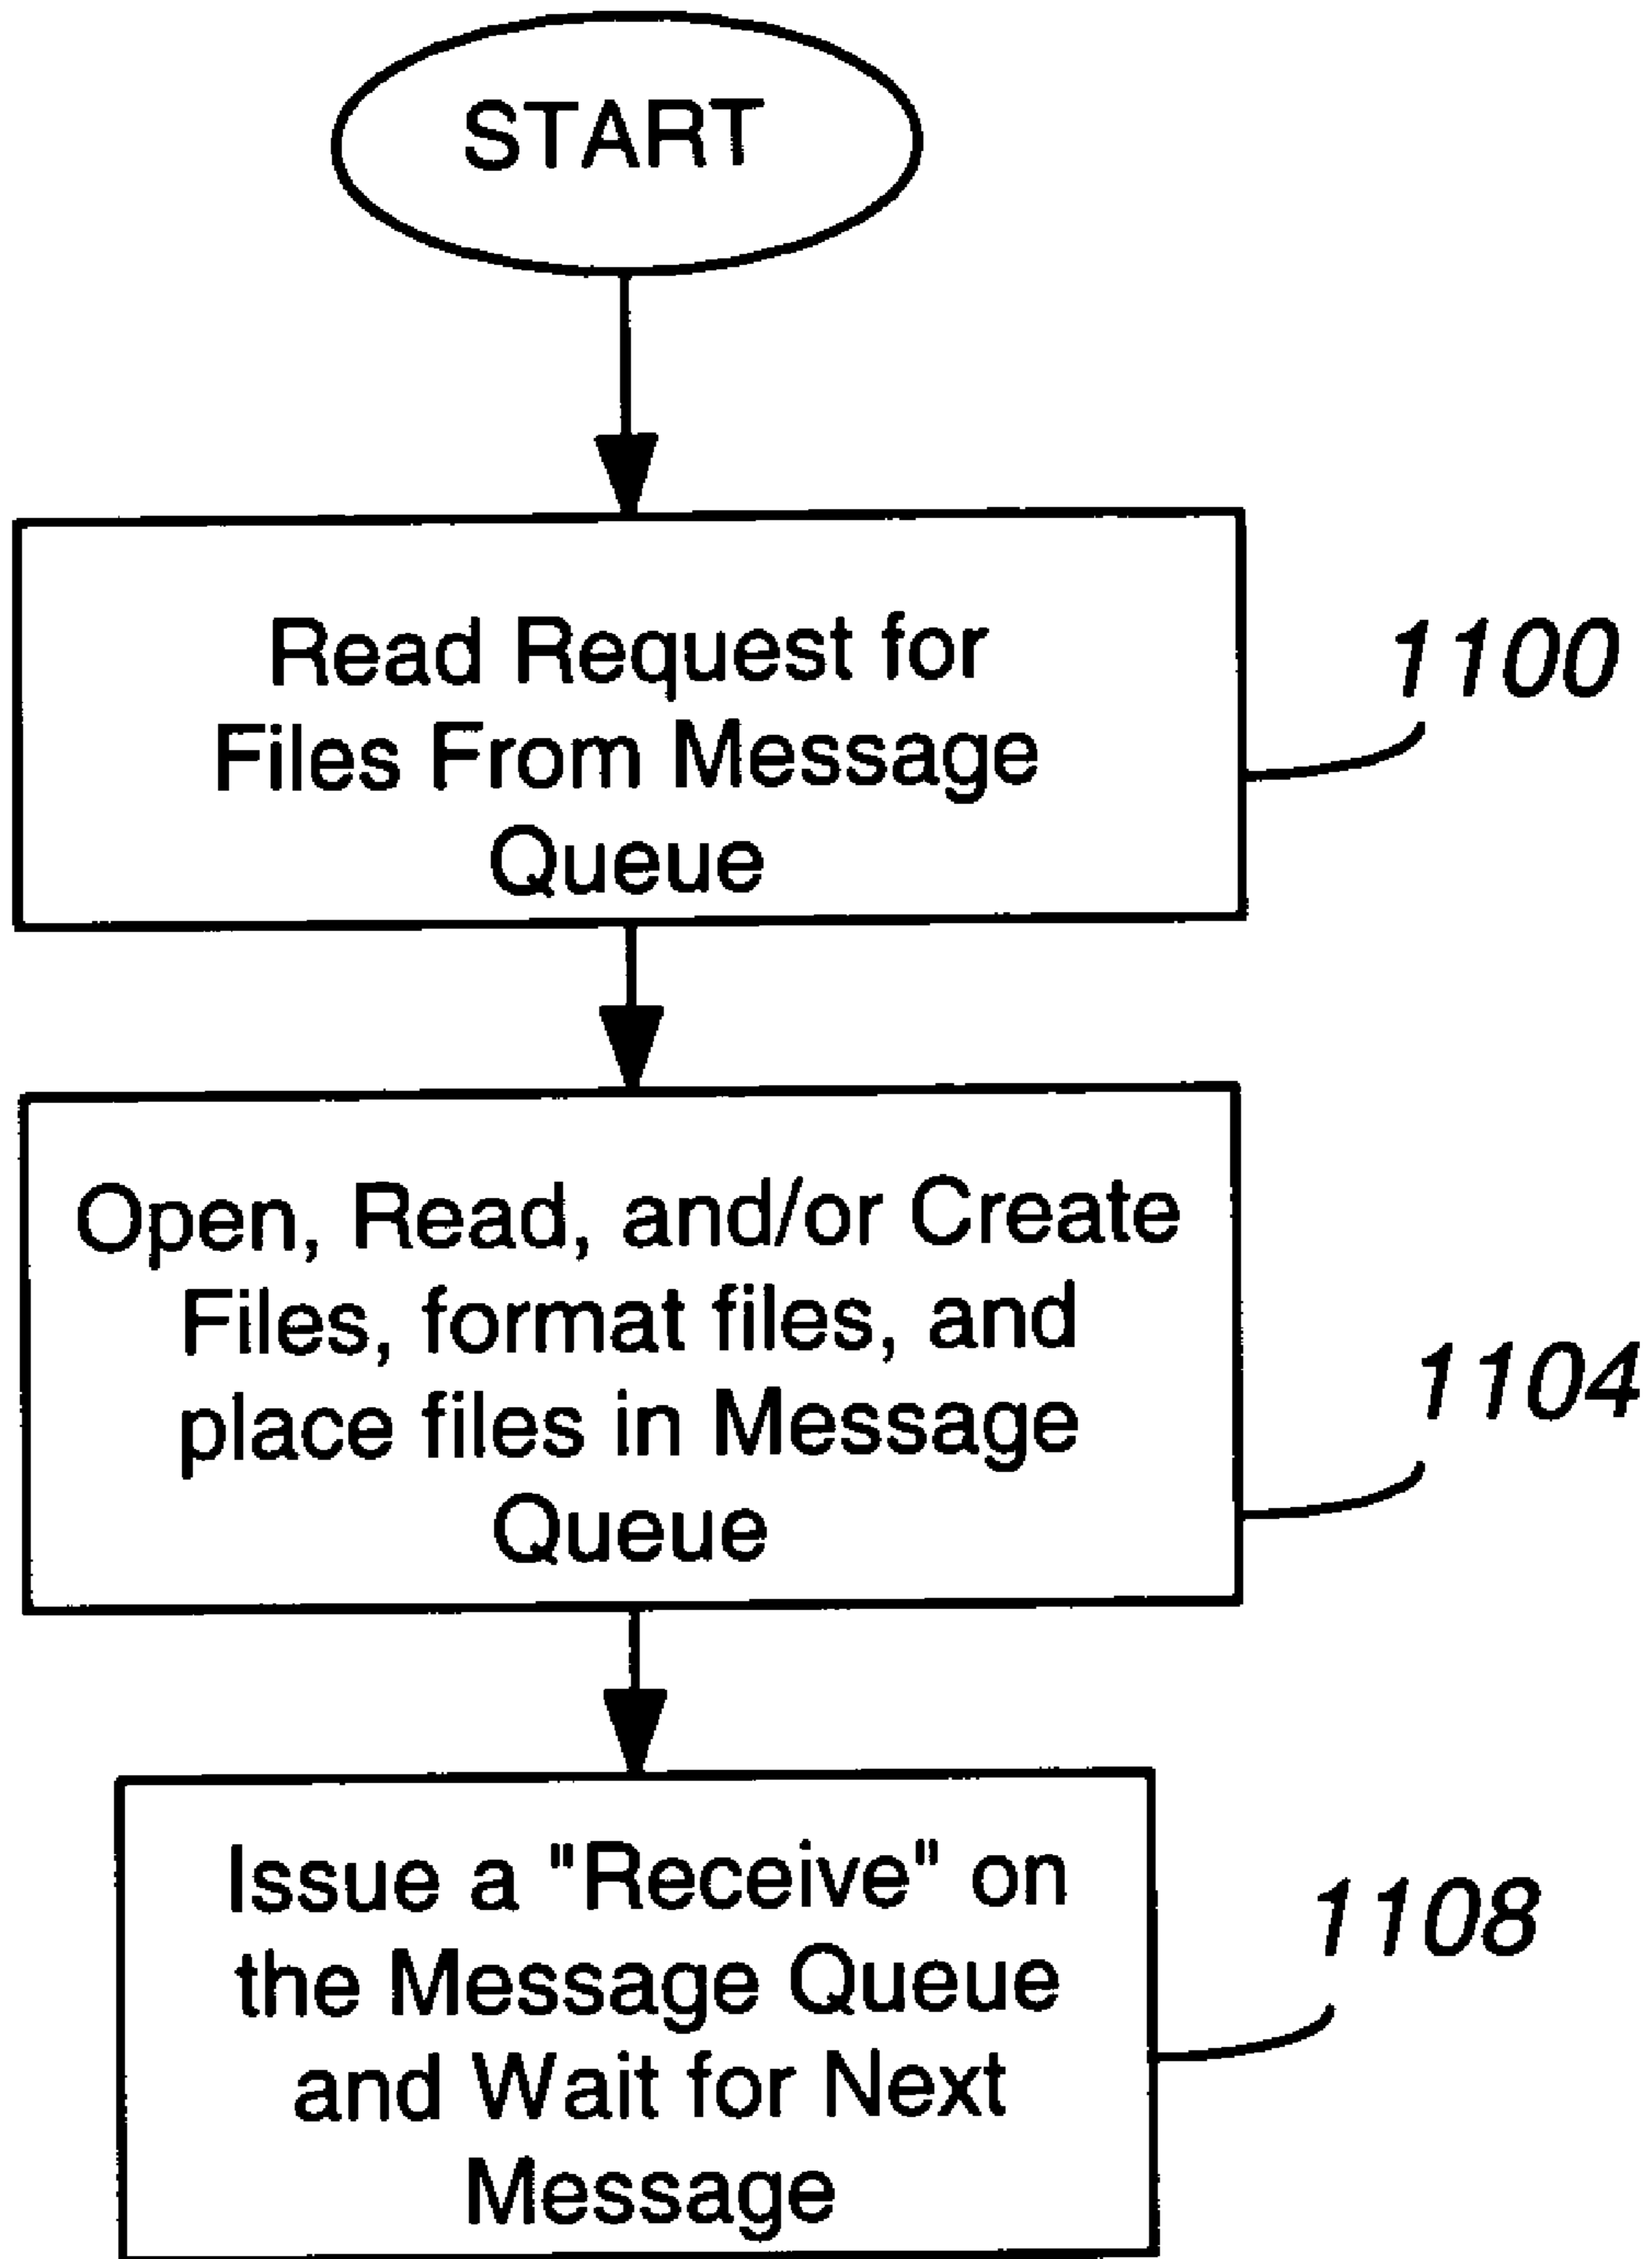 START
Read Request for
Files From Message
Queue
1100
Open, Read, and/or Create
Files, format files, and
place files in Message
Queue
1104
Issue a "Receive" on
the Message Queue
and Wait for Next
Message
1108